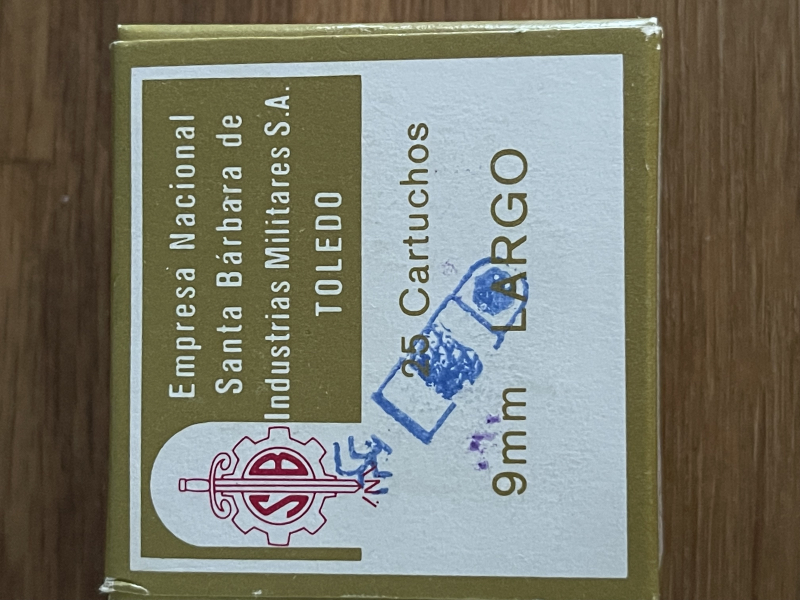 Empresa Nacional
Santa Bárbara de
Industrias Militares S.A.
TOLEDO
SB
25 Cartuchos
9mm LARGO